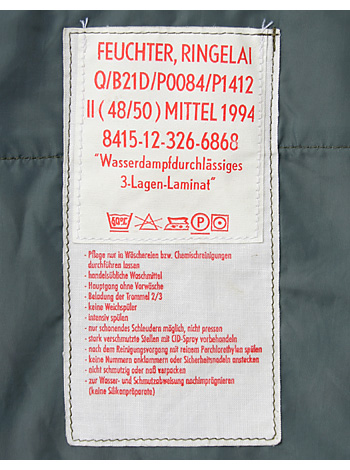 FEUCHTER, RINGELAI
Q/B21D/P0084/P1412
II ( 48/50 ) MITTEL 1994
8415-12-326-6868
"Wasserdampfdurchlässiges
3-Lagen-Laminat"
60°C P
- Pflege nur in Wäschereien bzw. Chemischreinigungen
durchführen lassen
- handelsübliche Waschmittel
- Hauptgang ohne Vorwäsche
- Beladung der Trommel 2/3
- keine Weichspüler
- intensiv spülen
- nur schonendes Schleudern möglich, nicht pressen
- stark verschmutzte Stellen mit CID-Spray vorbehandeln
- nach dem Reinigungsvorgang mit reinem Perchlorethylen spülen
- keine Nummern anklammern oder Sicherheitsnadeln anstecken
- nicht schmutzig oder naß verpacken
- zur Wasser- und Schmutzabweisung nachimprägnieren
(keine Silikonpräparate)